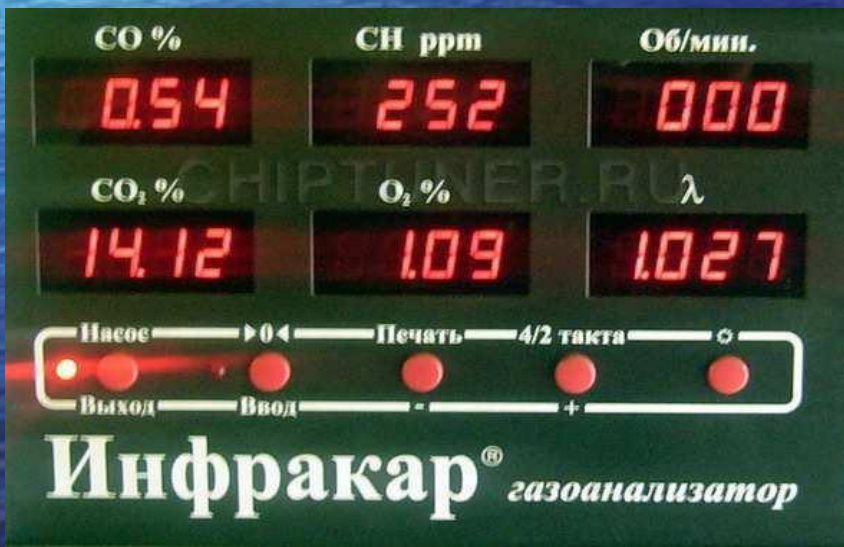 CO % CH ppm Об/мин.
0.54 252 000
CHIPTUNER.RU
CO₂ % O₂ % λ
14.12 1.09 1.027
Насос ►0◄ Печать 4/2 такта ☼
Выход Ввод - +
Инфракар® газоанализатор